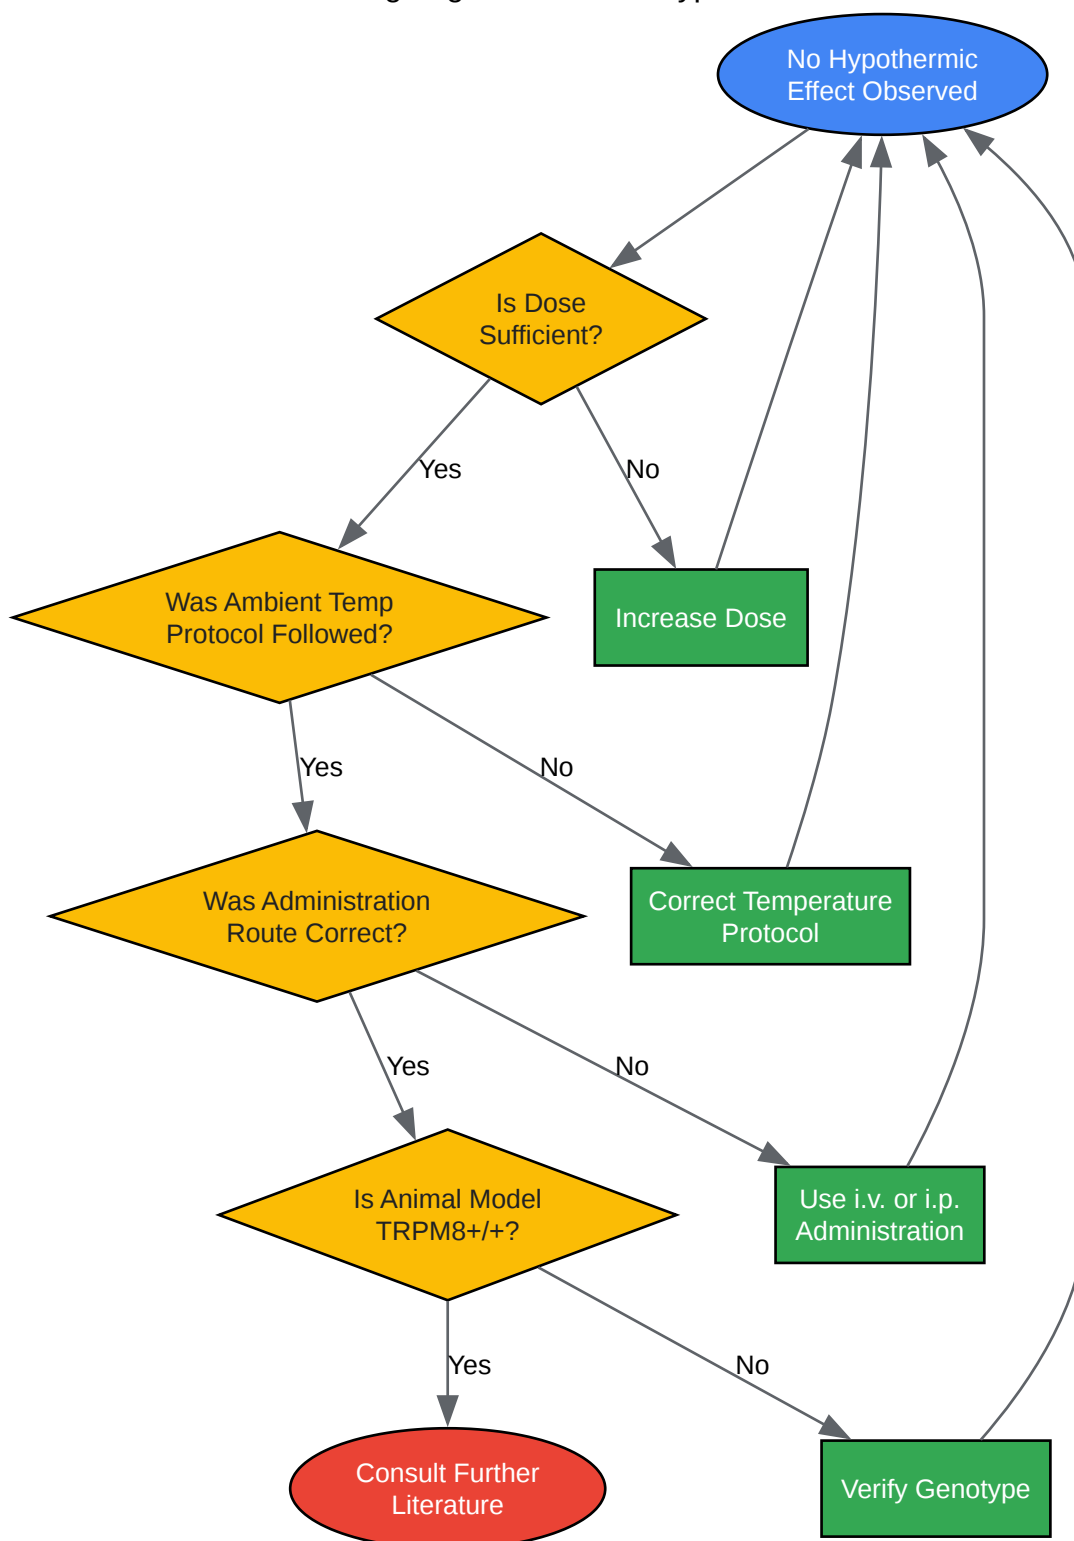 No Hypothermic
Effect Observed
Is Dose
Sufficient?
Yes
No
Was Ambient Temp
Protocol Followed?
Increase Dose
Yes
No
Was Administration
Route Correct?
Correct Temperature
Protocol
Yes
No
Is Animal Model
TRPM8+/+?
Use i.v. or i.p.
Administration
Yes
No
Consult Further
Literature
Verify Genotype